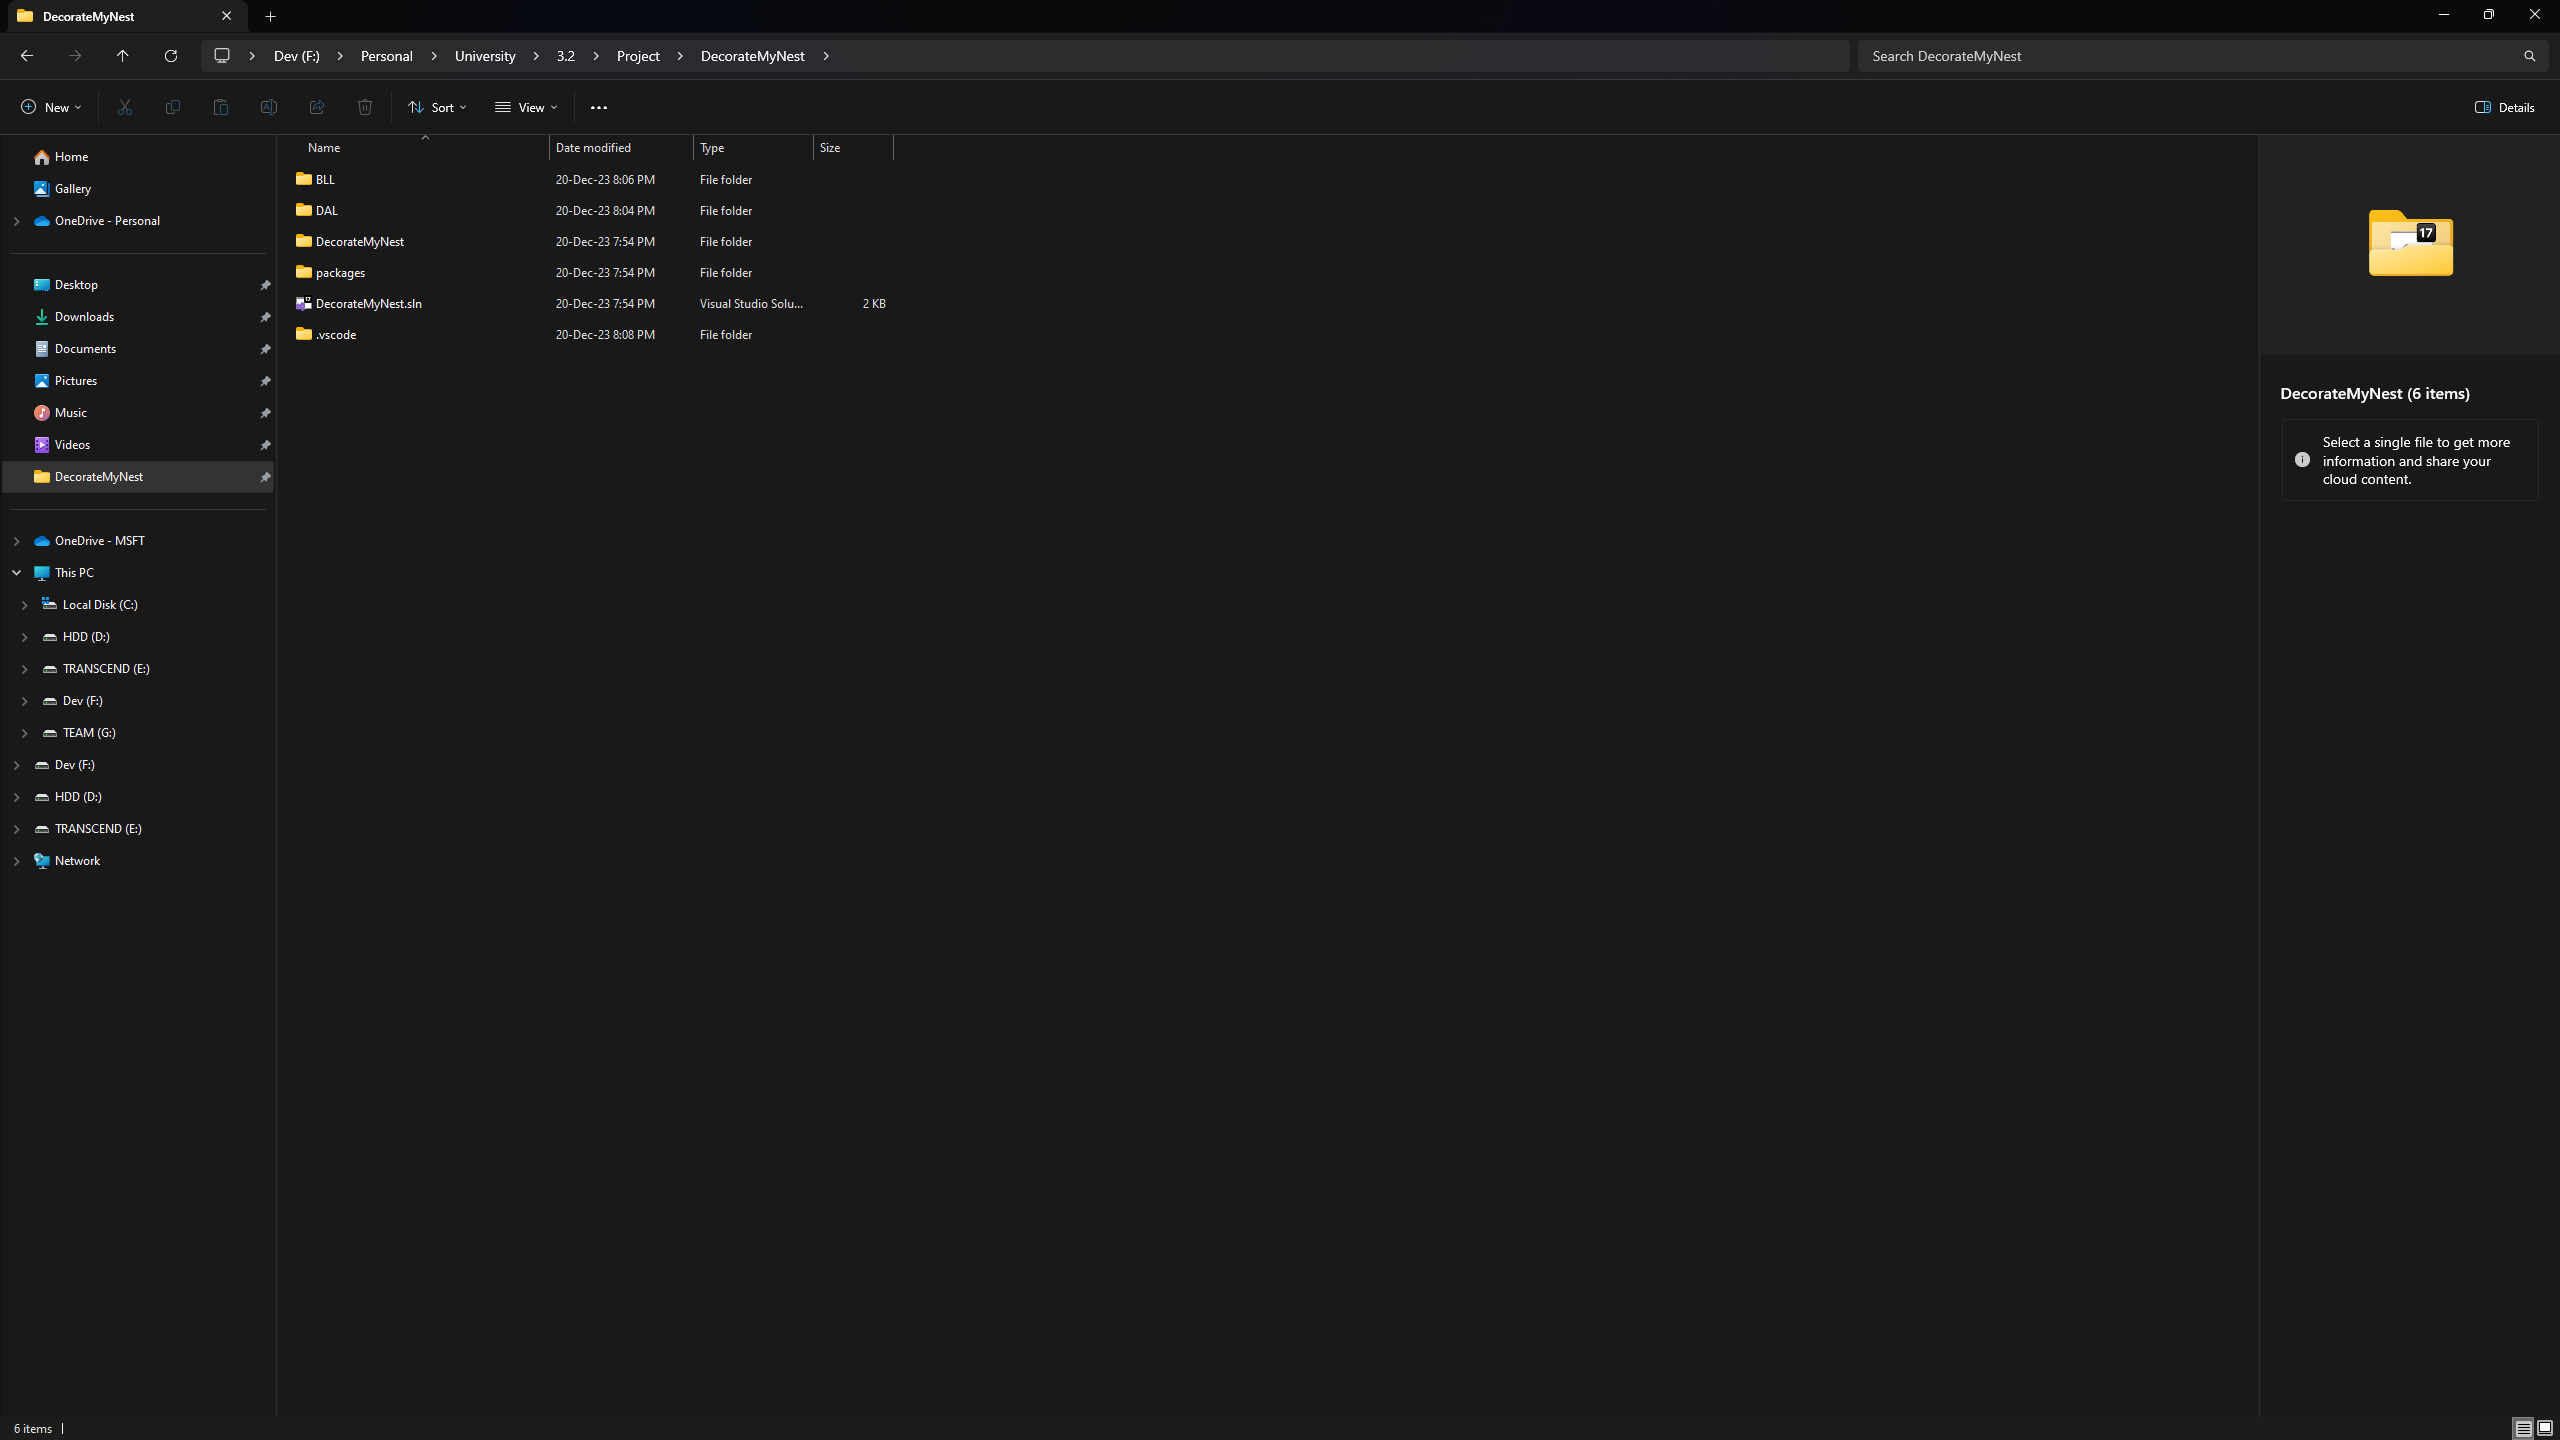 DecorateMyNest
Dev (F:) Personal University 3.2 Project DecorateMyNest
Search DecorateMyNest
New Sort View Details
Home
Gallery
OneDrive - Personal
Desktop
Downloads
Documents
Pictures
Music
Videos
DecorateMyNest
OneDrive - MSFT
This PC
Local Disk (C:)
HDD (D:)
TRANSCEND (E:)
Dev (F:)
TEAM (G:)
Dev (F:)
HDD (D:)
TRANSCEND (E:)
Network
Name Date modified Type Size
BLL 20-Dec-23 8:06 PM File folder
DAL 20-Dec-23 8:04 PM File folder
DecorateMyNest 20-Dec-23 7:54 PM File folder
packages 20-Dec-23 7:54 PM File folder
DecorateMyNest.sln 20-Dec-23 7:54 PM Visual Studio Solu... 2 KB
.vscode 20-Dec-23 8:08 PM File folder
17
DecorateMyNest (6 items)
Select a single file to get more
information and share your
cloud content.
6 items